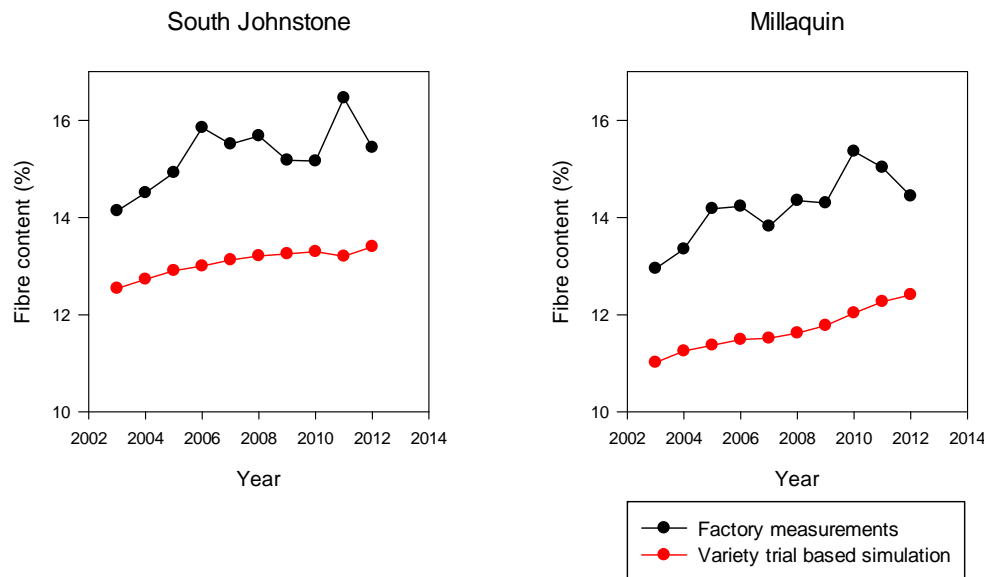 South Johnstone
Fibre content (%)
16
14
12
10
2002 2004 2006 2008 2010 2012 2014
Year
Millaquin
Fibre content (%)
16
14
12
10
2002 2004 2006 2008 2010 2012 2014
Year
Factory measurements
Variety trial based simulation